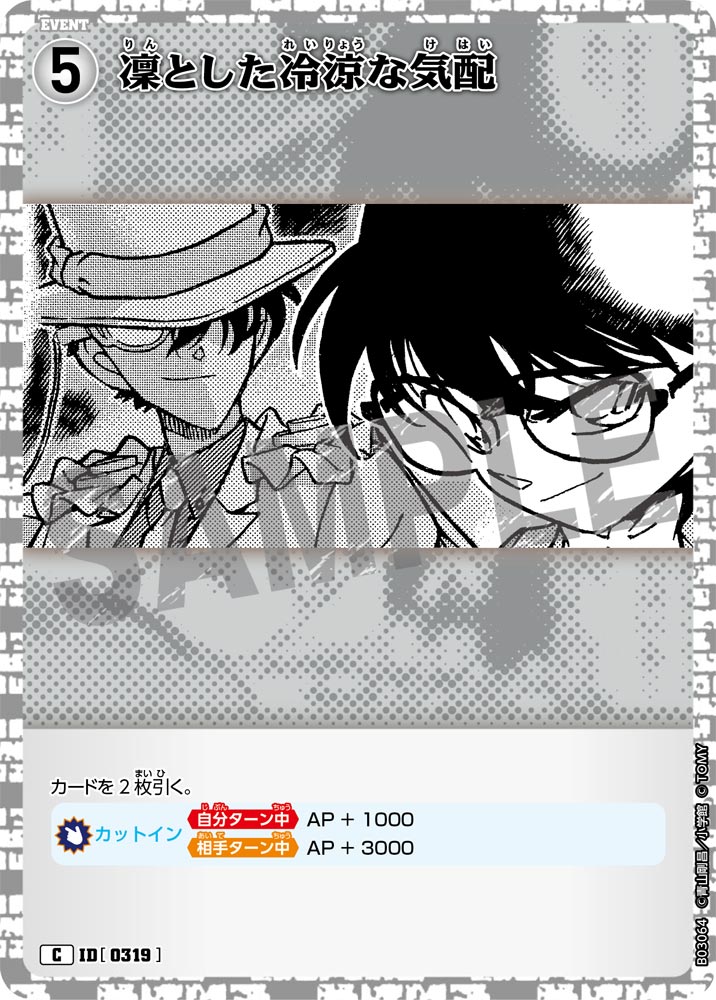 EVENT
5
凜とした冷涼な気配
りん れいりょう けはい
SAMPLE
カードを2枚引く。
まい ひ
カットイン 自分ターン中 AP + 1000
じぶん ちゅう
相手ターン中 AP + 3000
あいて ちゅう
C ID[ 0319 ]
B03064 ©青山剛昌/小学館 © TOMY